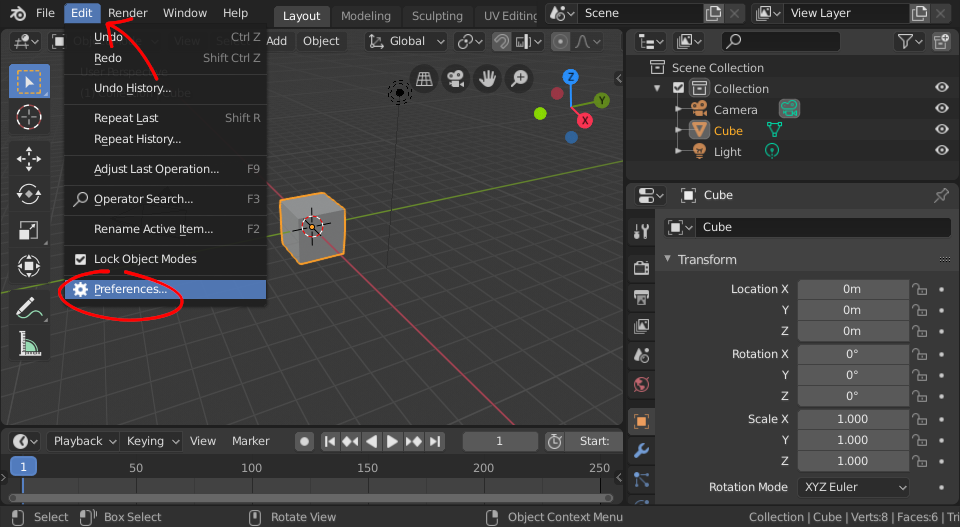 File Edit Render Window Help Layout Modeling Sculpting UV Editing Scene View Layer
Undo Ctrl Z
Add Object Global
Redo Shift Ctrl Z
Undo History...
Repeat Last Shift R
Repeat History...
Adjust Last Operation... F9
Operator Search... F3
Rename Active Item... F2
Lock Object Modes
Preferences...
Z
Y
X
Scene Collection
Collection
Camera
Cube
Light
Cube
Cube
Transform
Location X 0m
Y 0m
Z 0m
Rotation X 0°
Y 0°
Z 0°
Scale X 1.000
Y 1.000
Z 1.000
Rotation Mode XYZ Euler
Playback Keying View Marker 1 Start:
1 50 100 150 200 250
Select Box Select Rotate View Object Context Menu Collection | Cube | Verts:8 | Faces:6 | Tri